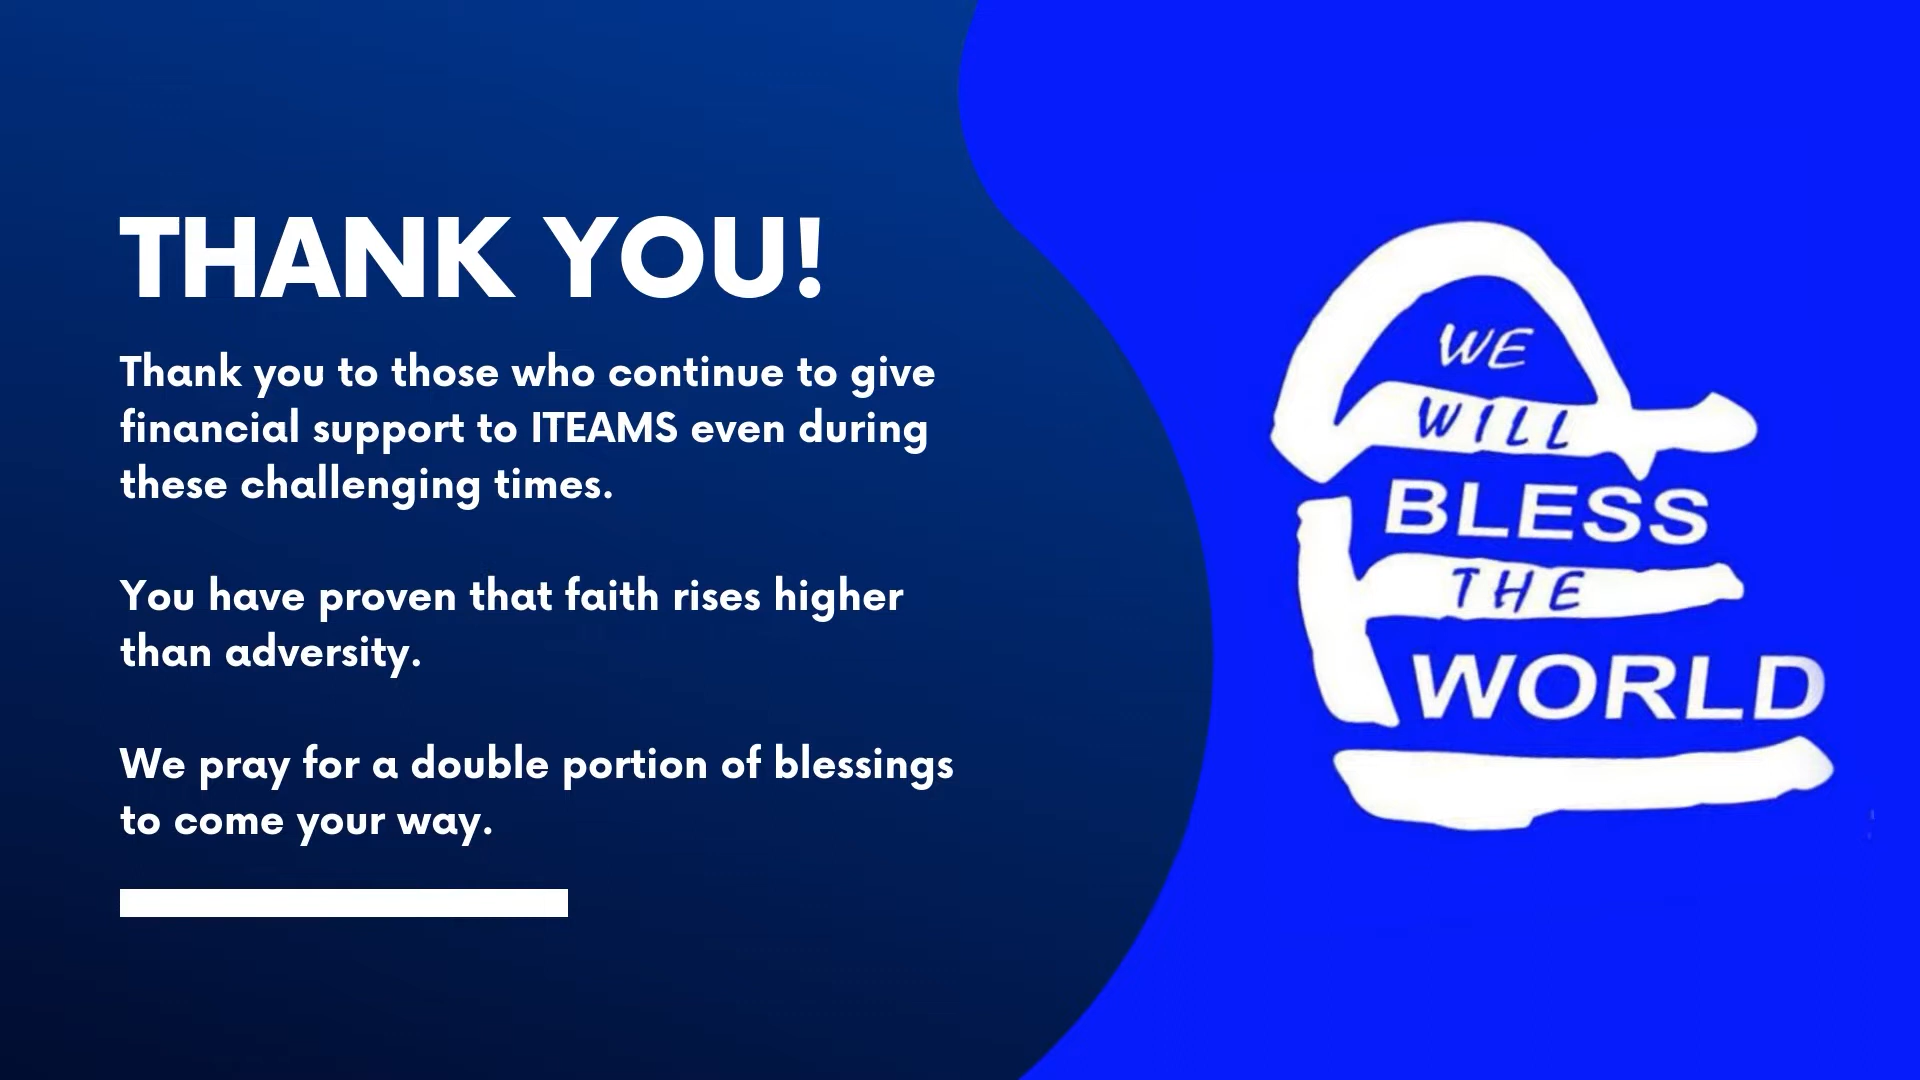 THANK YOU!
Thank you to those who continue to give
financial support to ITEAMS even during
these challenging times.
You have proven that faith rises higher
than adversity.
We pray for a double portion of blessings
to come your way.
WE
WILL
BLESS
THE
WORLD